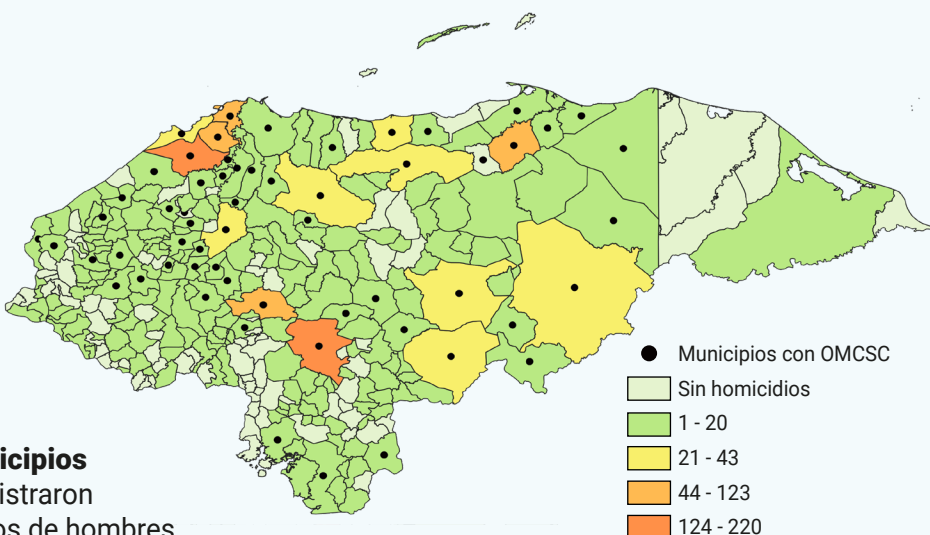 Municipios con OMCSC
Sin homicidios
1 - 20
21 - 43
44 - 123
124 - 220